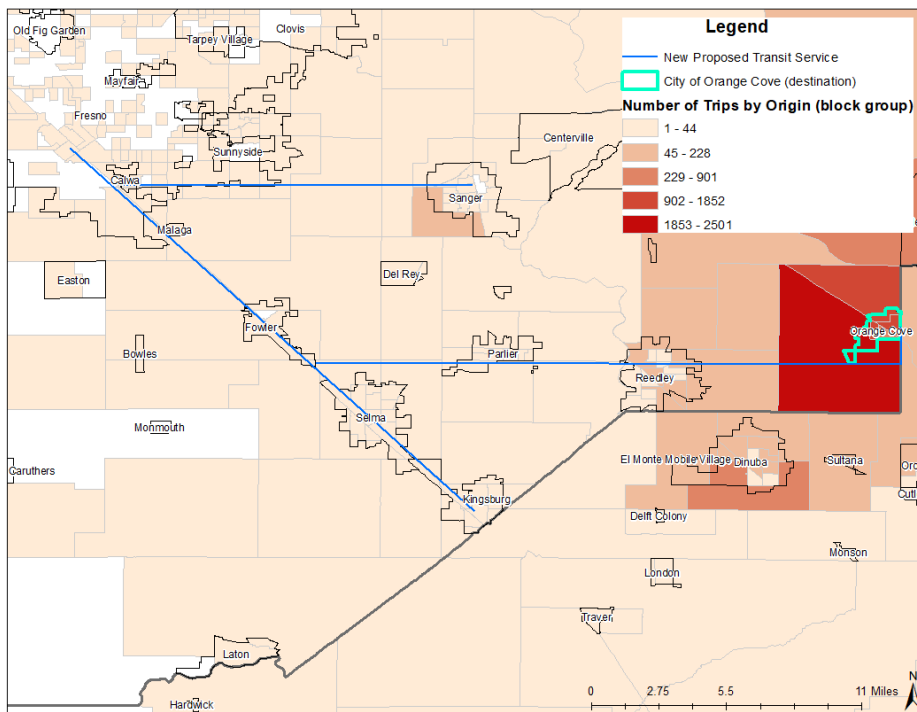 Old Fig Garden
Tarpey Village
Clovis
Mayfair
Fresno
Sunnyside
Centerville
Calwa
Sanger
Malaga
Easton
Del Rey
Fowler
Bowles
Parlier
Reedley
Orange Cove
Selma
Monmouth
Caruthers
El Monte Mobile Village
Dinuba
Sultana
Kingsburg
Delft Colony
Monson
London
Traver
Laton
Hardwick
Legend
New Proposed Transit Service
City of Orange Cove (destination)
Number of Trips by Origin (block group)
1 - 44
45 - 228
229 - 901
902 - 1852
1853 - 2501
0 2.75 5.5 11 Miles
N